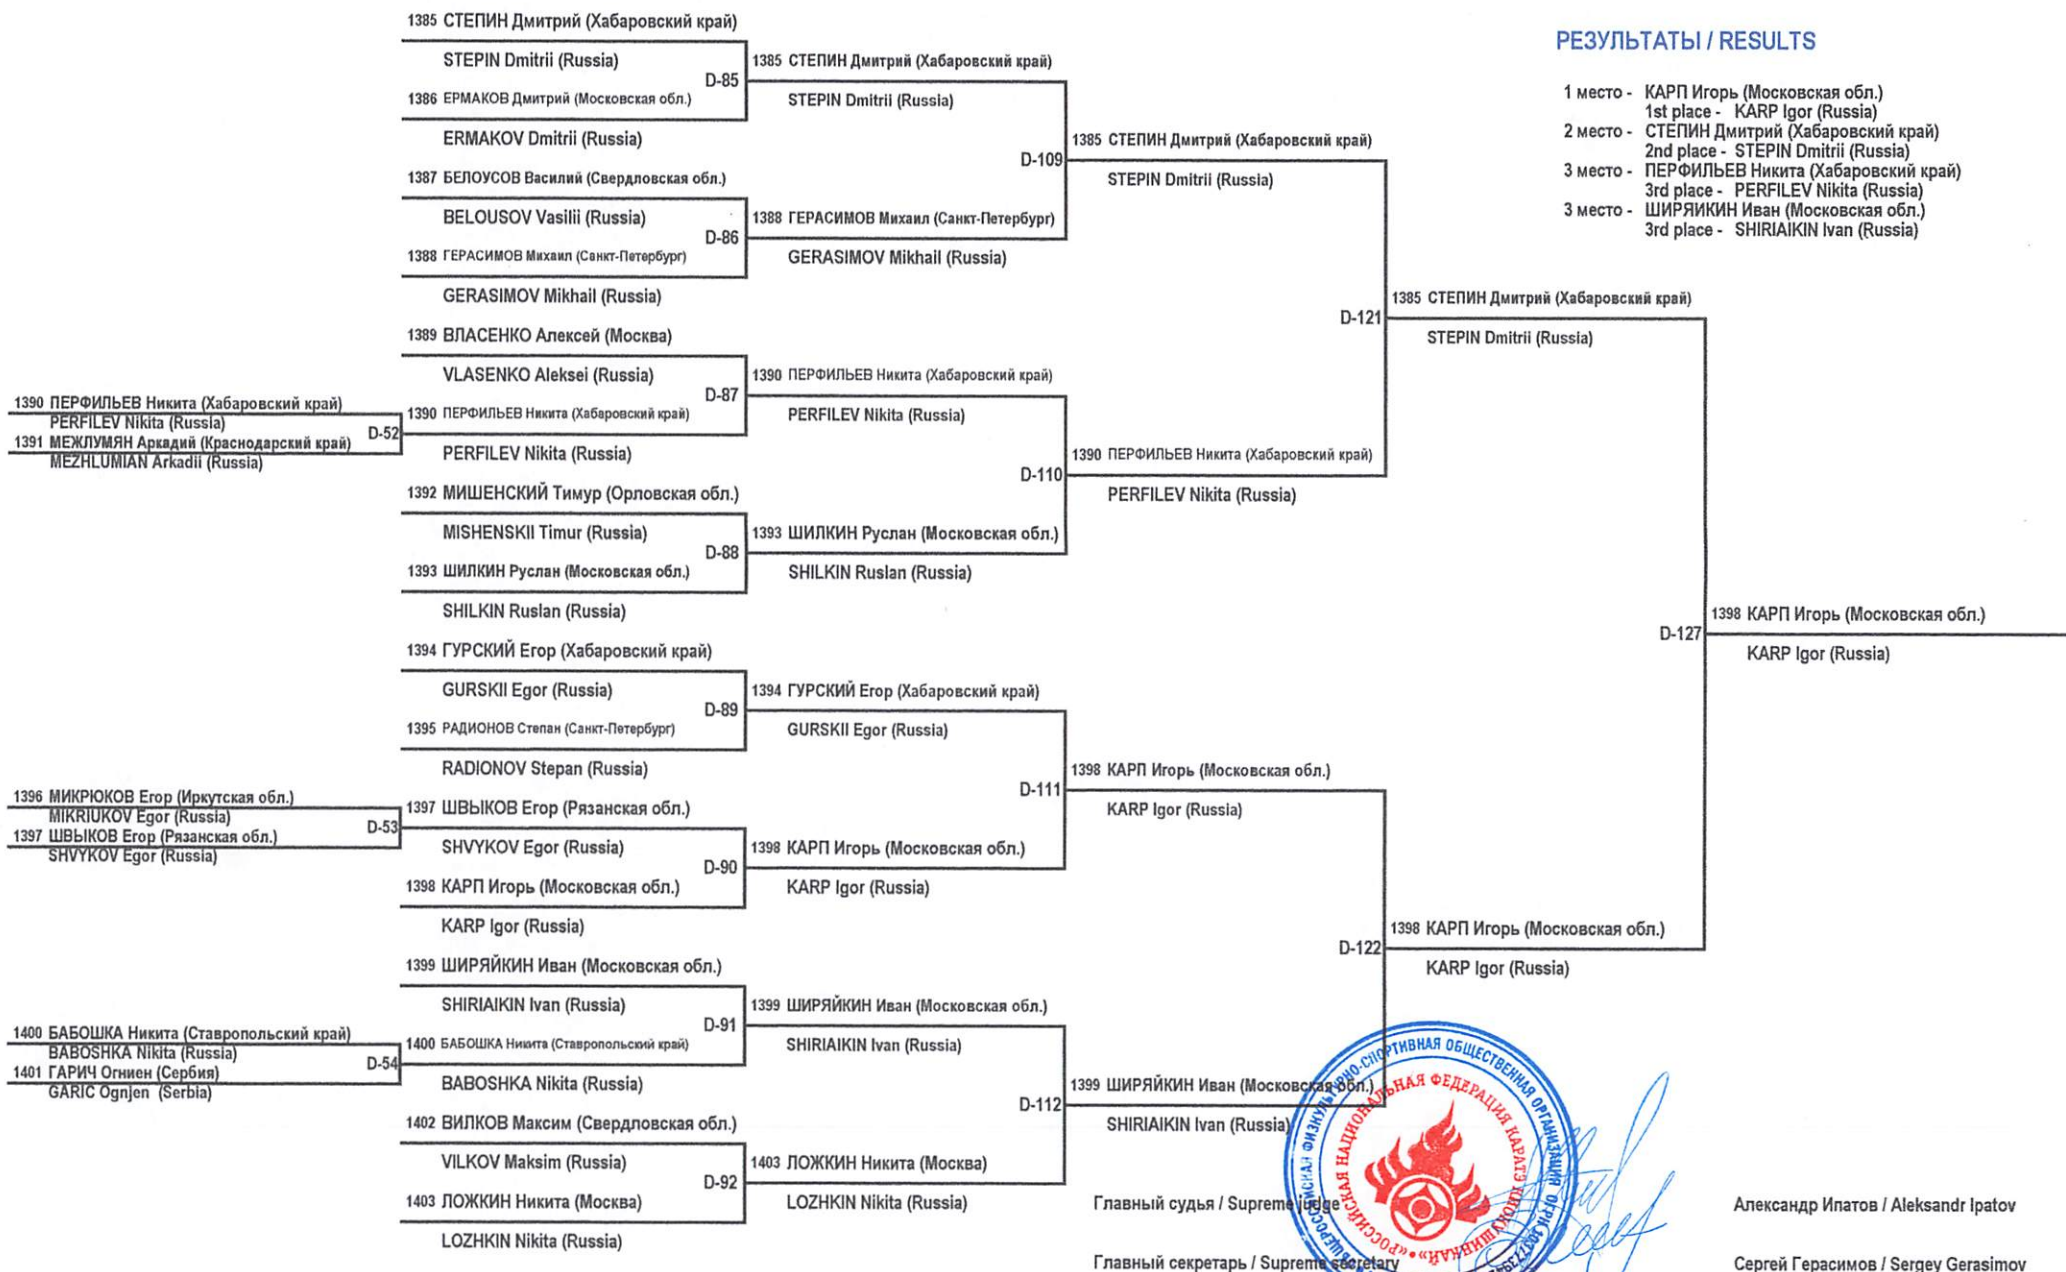 1385 СТЕПИН Дмитрий (Хабаровский край)
STEPIN Dmitrii (Russia)
D-85
1386 ЕРМАКОВ Дмитрий (Московская обл.)
ERMAKOV Dmitrii (Russia)
1387 БЕЛОУСОВ Василий (Свердловская обл.)
BELOUSOV Vasilii (Russia)
D-86
1388 ГЕРАСИМОВ Михаил (Санкт-Петербург)
GERASIMOV Mikhail (Russia)
1389 ВЛАСЕНКО Алексей (Москва)
VLASENKO Aleksei (Russia)
D-87
1390 ПЕРФИЛЬЕВ Никита (Хабаровский край)
PERFILEV Nikita (Russia)
1391 МЕЖЛУМЯН Аркадий (Краснодарский край)
MEZHLUMIAN Arkadii (Russia)
D-52
1390 ПЕРФИЛЬЕВ Никита (Хабаровский край)
PERFILEV Nikita (Russia)
1392 МИШЕНСКИЙ Тимур (Орловская обл.)
MISHENSKII Timur (Russia)
D-88
1393 ШИЛКИН Руслан (Московская обл.)
SHILKIN Ruslan (Russia)
1394 ГУРСКИЙ Егор (Хабаровский край)
GURSKII Egor (Russia)
D-89
1395 РАДИОНОВ Степан (Санкт-Петербург)
RADIONOV Stepan (Russia)
1396 МИКРЮКОВ Егор (Иркутская обл.)
MIKRIUKOV Egor (Russia)
1397 ШВЫКОВ Егор (Рязанская обл.)
SHVYKOV Egor (Russia)
D-53
1397 ШВЫКОВ Егор (Рязанская обл.)
SHVYKOV Egor (Russia)
D-90
1398 КАРП Игорь (Московская обл.)
KARP Igor (Russia)
1399 ШИРЯЙКИН Иван (Московская обл.)
SHIRIAIKIN Ivan (Russia)
D-91
1400 БАБОШКА Никита (Ставропольский край)
BABOSHKA Nikita (Russia)
1401 ГАРИЧ Огниен (Сербия)
GARIC Ognjen (Serbia)
D-54
1400 БАБОШКА Никита (Ставропольский край)
BABOSHKA Nikita (Russia)
1402 ВИЛКОВ Максим (Свердловская обл.)
VILKOV Maksim (Russia)
D-92
1403 ЛОЖКИН Никита (Москва)
LOZHKIN Nikita (Russia)
1385 СТЕПИН Дмитрий (Хабаровский край)
STEPIN Dmitrii (Russia)
D-109
1388 ГЕРАСИМОВ Михаил (Санкт-Петербург)
GERASIMOV Mikhail (Russia)
1390 ПЕРФИЛЬЕВ Никита (Хабаровский край)
PERFILEV Nikita (Russia)
D-110
1393 ШИЛКИН Руслан (Московская обл.)
SHILKIN Ruslan (Russia)
1394 ГУРСКИЙ Егор (Хабаровский край)
GURSKII Egor (Russia)
D-111
1398 КАРП Игорь (Московская обл.)
KARP Igor (Russia)
1399 ШИРЯЙКИН Иван (Московская обл.)
SHIRIAIKIN Ivan (Russia)
D-112
1403 ЛОЖКИН Никита (Москва)
LOZHKIN Nikita (Russia)
1385 СТЕПИН Дмитрий (Хабаровский край)
STEPIN Dmitrii (Russia)
D-121
1390 ПЕРФИЛЬЕВ Никита (Хабаровский край)
PERFILEV Nikita (Russia)
1398 КАРП Игорь (Московская обл.)
KARP Igor (Russia)
D-122
1399 ШИРЯЙКИН Иван (Московская обл.)
SHIRIAIKIN Ivan (Russia)
1385 СТЕПИН Дмитрий (Хабаровский край)
STEPIN Dmitrii (Russia)
D-127
1398 КАРП Игорь (Московская обл.)
KARP Igor (Russia)
1398 КАРП Игорь (Московская обл.)
KARP Igor (Russia)
РЕЗУЛЬТАТЫ / RESULTS
1 место - КАРП Игорь (Московская обл.)
1st place - KARP Igor (Russia)
2 место - СТЕПИН Дмитрий (Хабаровский край)
2nd place - STEPIN Dmitrii (Russia)
3 место - ПЕРФИЛЬЕВ Никита (Хабаровский край)
3rd place - PERFILEV Nikita (Russia)
3 место - ШИРЯЙКИН Иван (Московская обл.)
3rd place - SHIRIAIKIN Ivan (Russia)
Главный судья / Supreme judge
Александр Ипатов / Aleksandr Ipatov
Главный секретарь / Supreme secretary
Сергей Герасимов / Sergey Gerasimov
ФИЗКУЛЬТУРНО-СПОРТИВНАЯ ОБЩЕСТВЕННАЯ ОРГАНИЗАЦИЯ
«РОССИЙСКАЯ НАЦИОНАЛЬНАЯ ФЕДЕРАЦИЯ КАРАТЭ КИОКУШИНКАЙ»